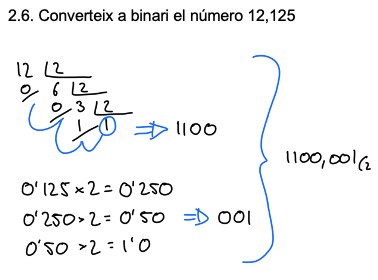 2.6. Converteix a binari el número 12,125
12 2
0 6 2
0 3 2
1 1 => 1100
1100,001(2
0'125 x 2 = 0'250
0'250 x 2 = 0'50 => 001
0'50 x 2 = 1'0